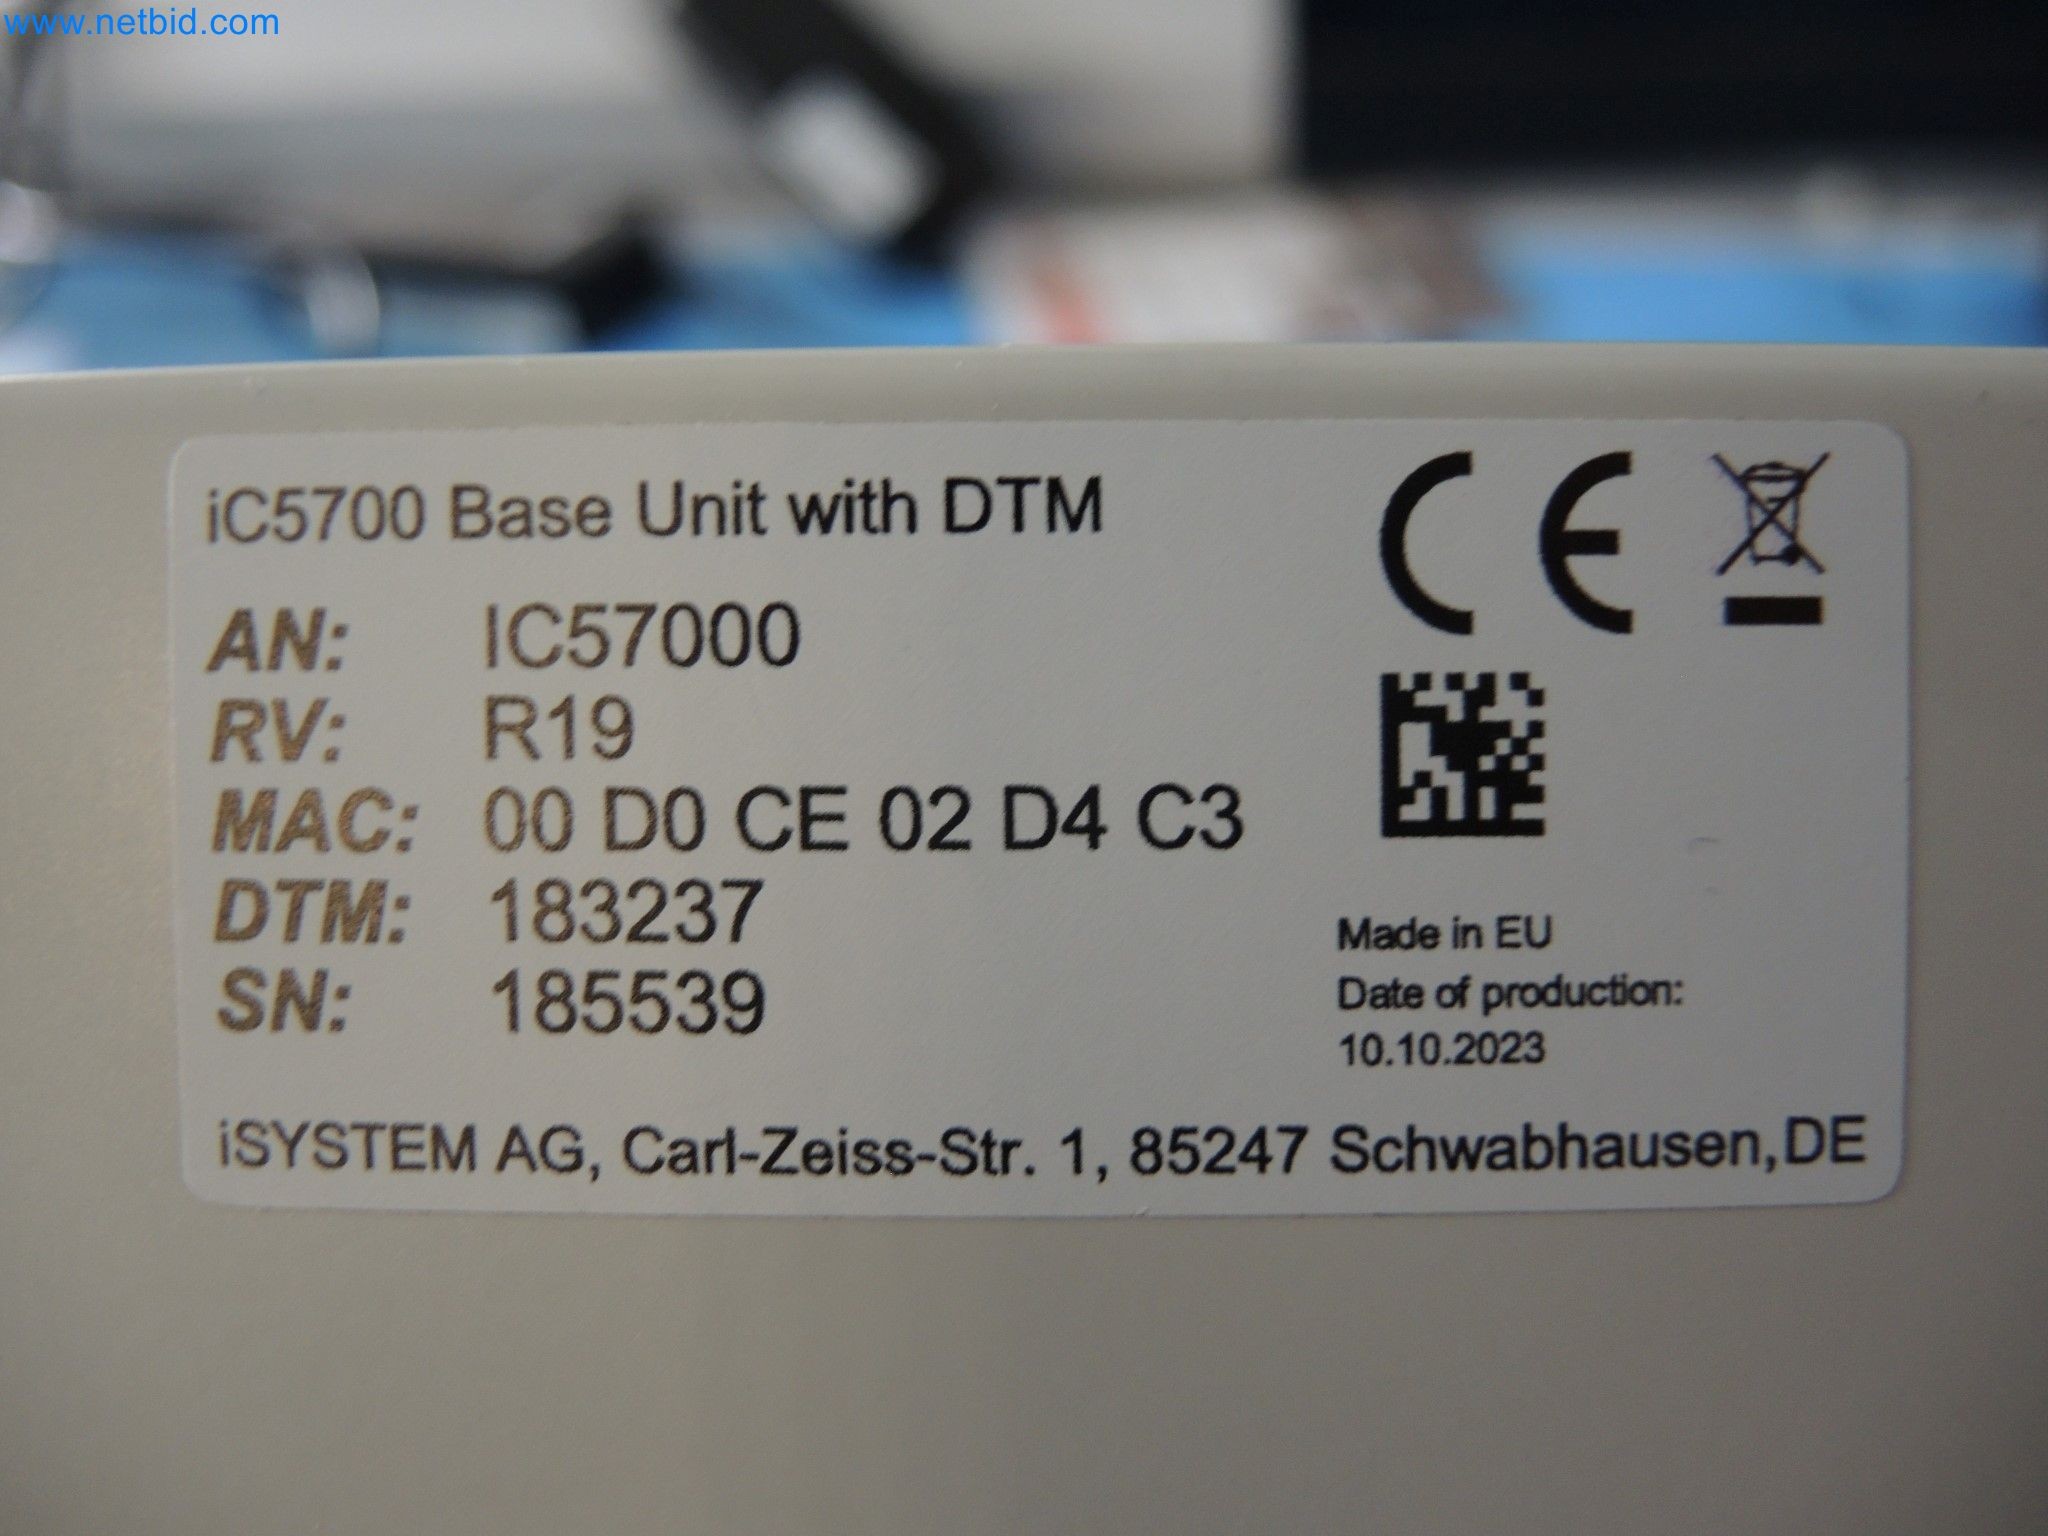 www.netbid.com
iC5700 Base Unit with DTM
AN: IC57000
RV: R19
MAC: 00 D0 CE 02 D4 C3
DTM: 183237
SN: 185539
CE
Made in EU
Date of production:
10.10.2023
iSYSTEM AG, Carl-Zeiss-Str. 1, 85247 Schwabhausen,DE